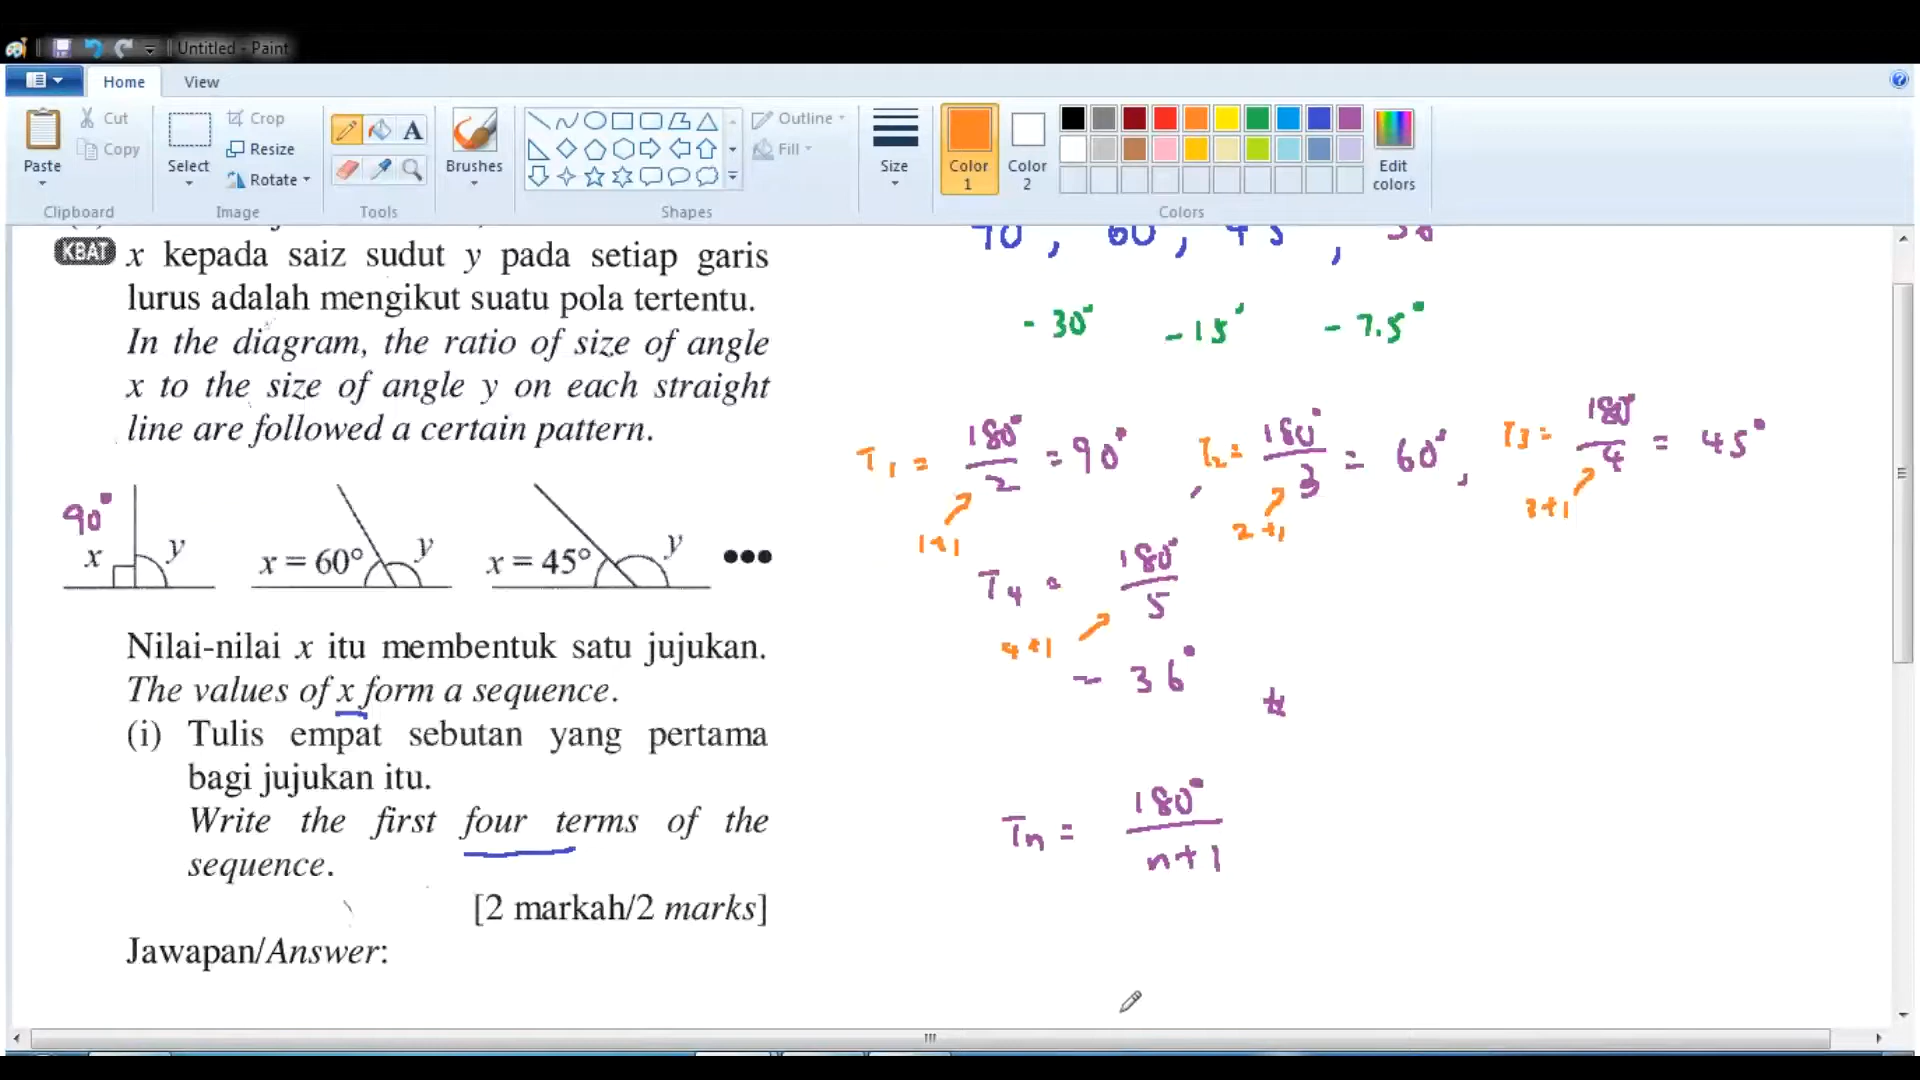 Untitled - Paint
Home View
Paste Cut Copy Clipboard
Select Crop Resize Rotate Image
A Tools
Brushes
Outline Fill Shapes
Size
Color 1 Color 2 Edit colors Colors
KBAT x kepada saiz sudut y pada setiap garis
lurus adalah mengikut suatu pola tertentu.
In the diagram, the ratio of size of angle
x to the size of angle y on each straight
line are followed a certain pattern.
90° x y x = 60° y x = 45° y •••
Nilai-nilai x itu membentuk satu jujukan.
The values of x form a sequence.
(i) Tulis empat sebutan yang pertama
bagi jujukan itu.
Write the first four terms of the
sequence.
[2 markah/2 marks]
Jawapan/Answer:
90 , 60 , 45 ,
- 30° - 15° - 7.5°
T1 = 180°/2 = 90° , T2 = 180°/3 = 60° , T3 = 180°/4 = 45°
1+1 2+1 3+1
T4 = 180°/5
4+1
= 36°
Tn = 180°/n+1